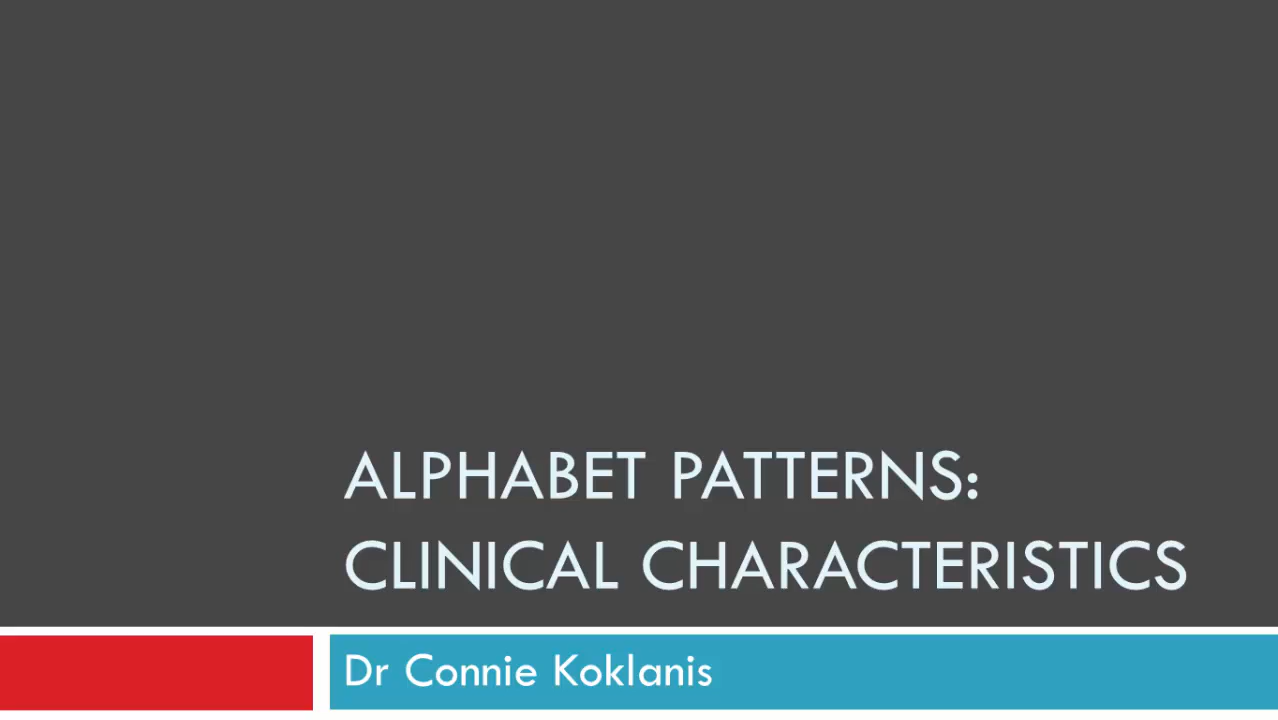 ALPHABET PATTERNS:
CLINICAL CHARACTERISTICS
Dr Connie Koklanis